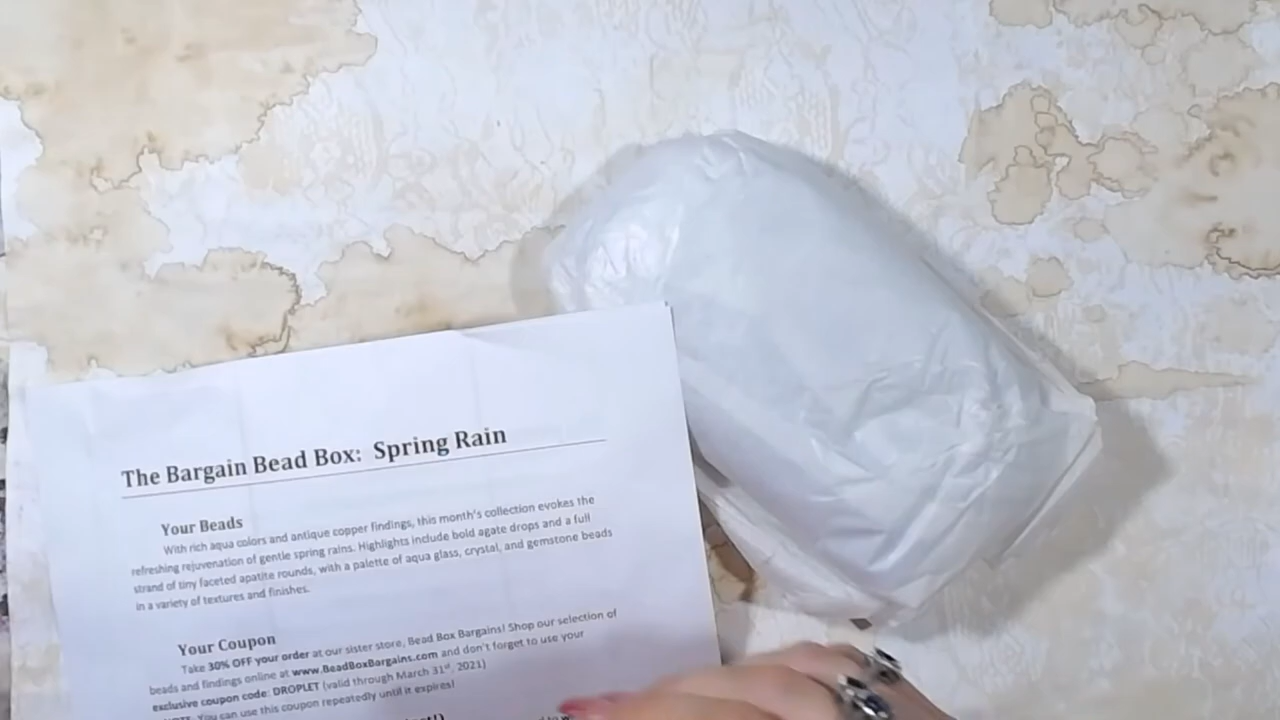 The Bargain Bead Box: Spring Rain
Your Beads
With rich aqua colors and antique copper findings, this month's collection evokes the
refreshing rejuvenation of gentle spring rains. Highlights include bold agate drops and a full
strand of tiny faceted apatite rounds, with a palette of aqua glass, crystal, and gemstone beads
in a variety of textures and finishes.
Your Coupon
Take 30% OFF your order at our sister store, Bead Box Bargains! Shop our selection of
beads and findings online at www.BeadBoxBargains.com and don't forget to use your
exclusive coupon code: DROPLET (valid through March 31st, 2021)
You can use this coupon repeatedly until it expires!